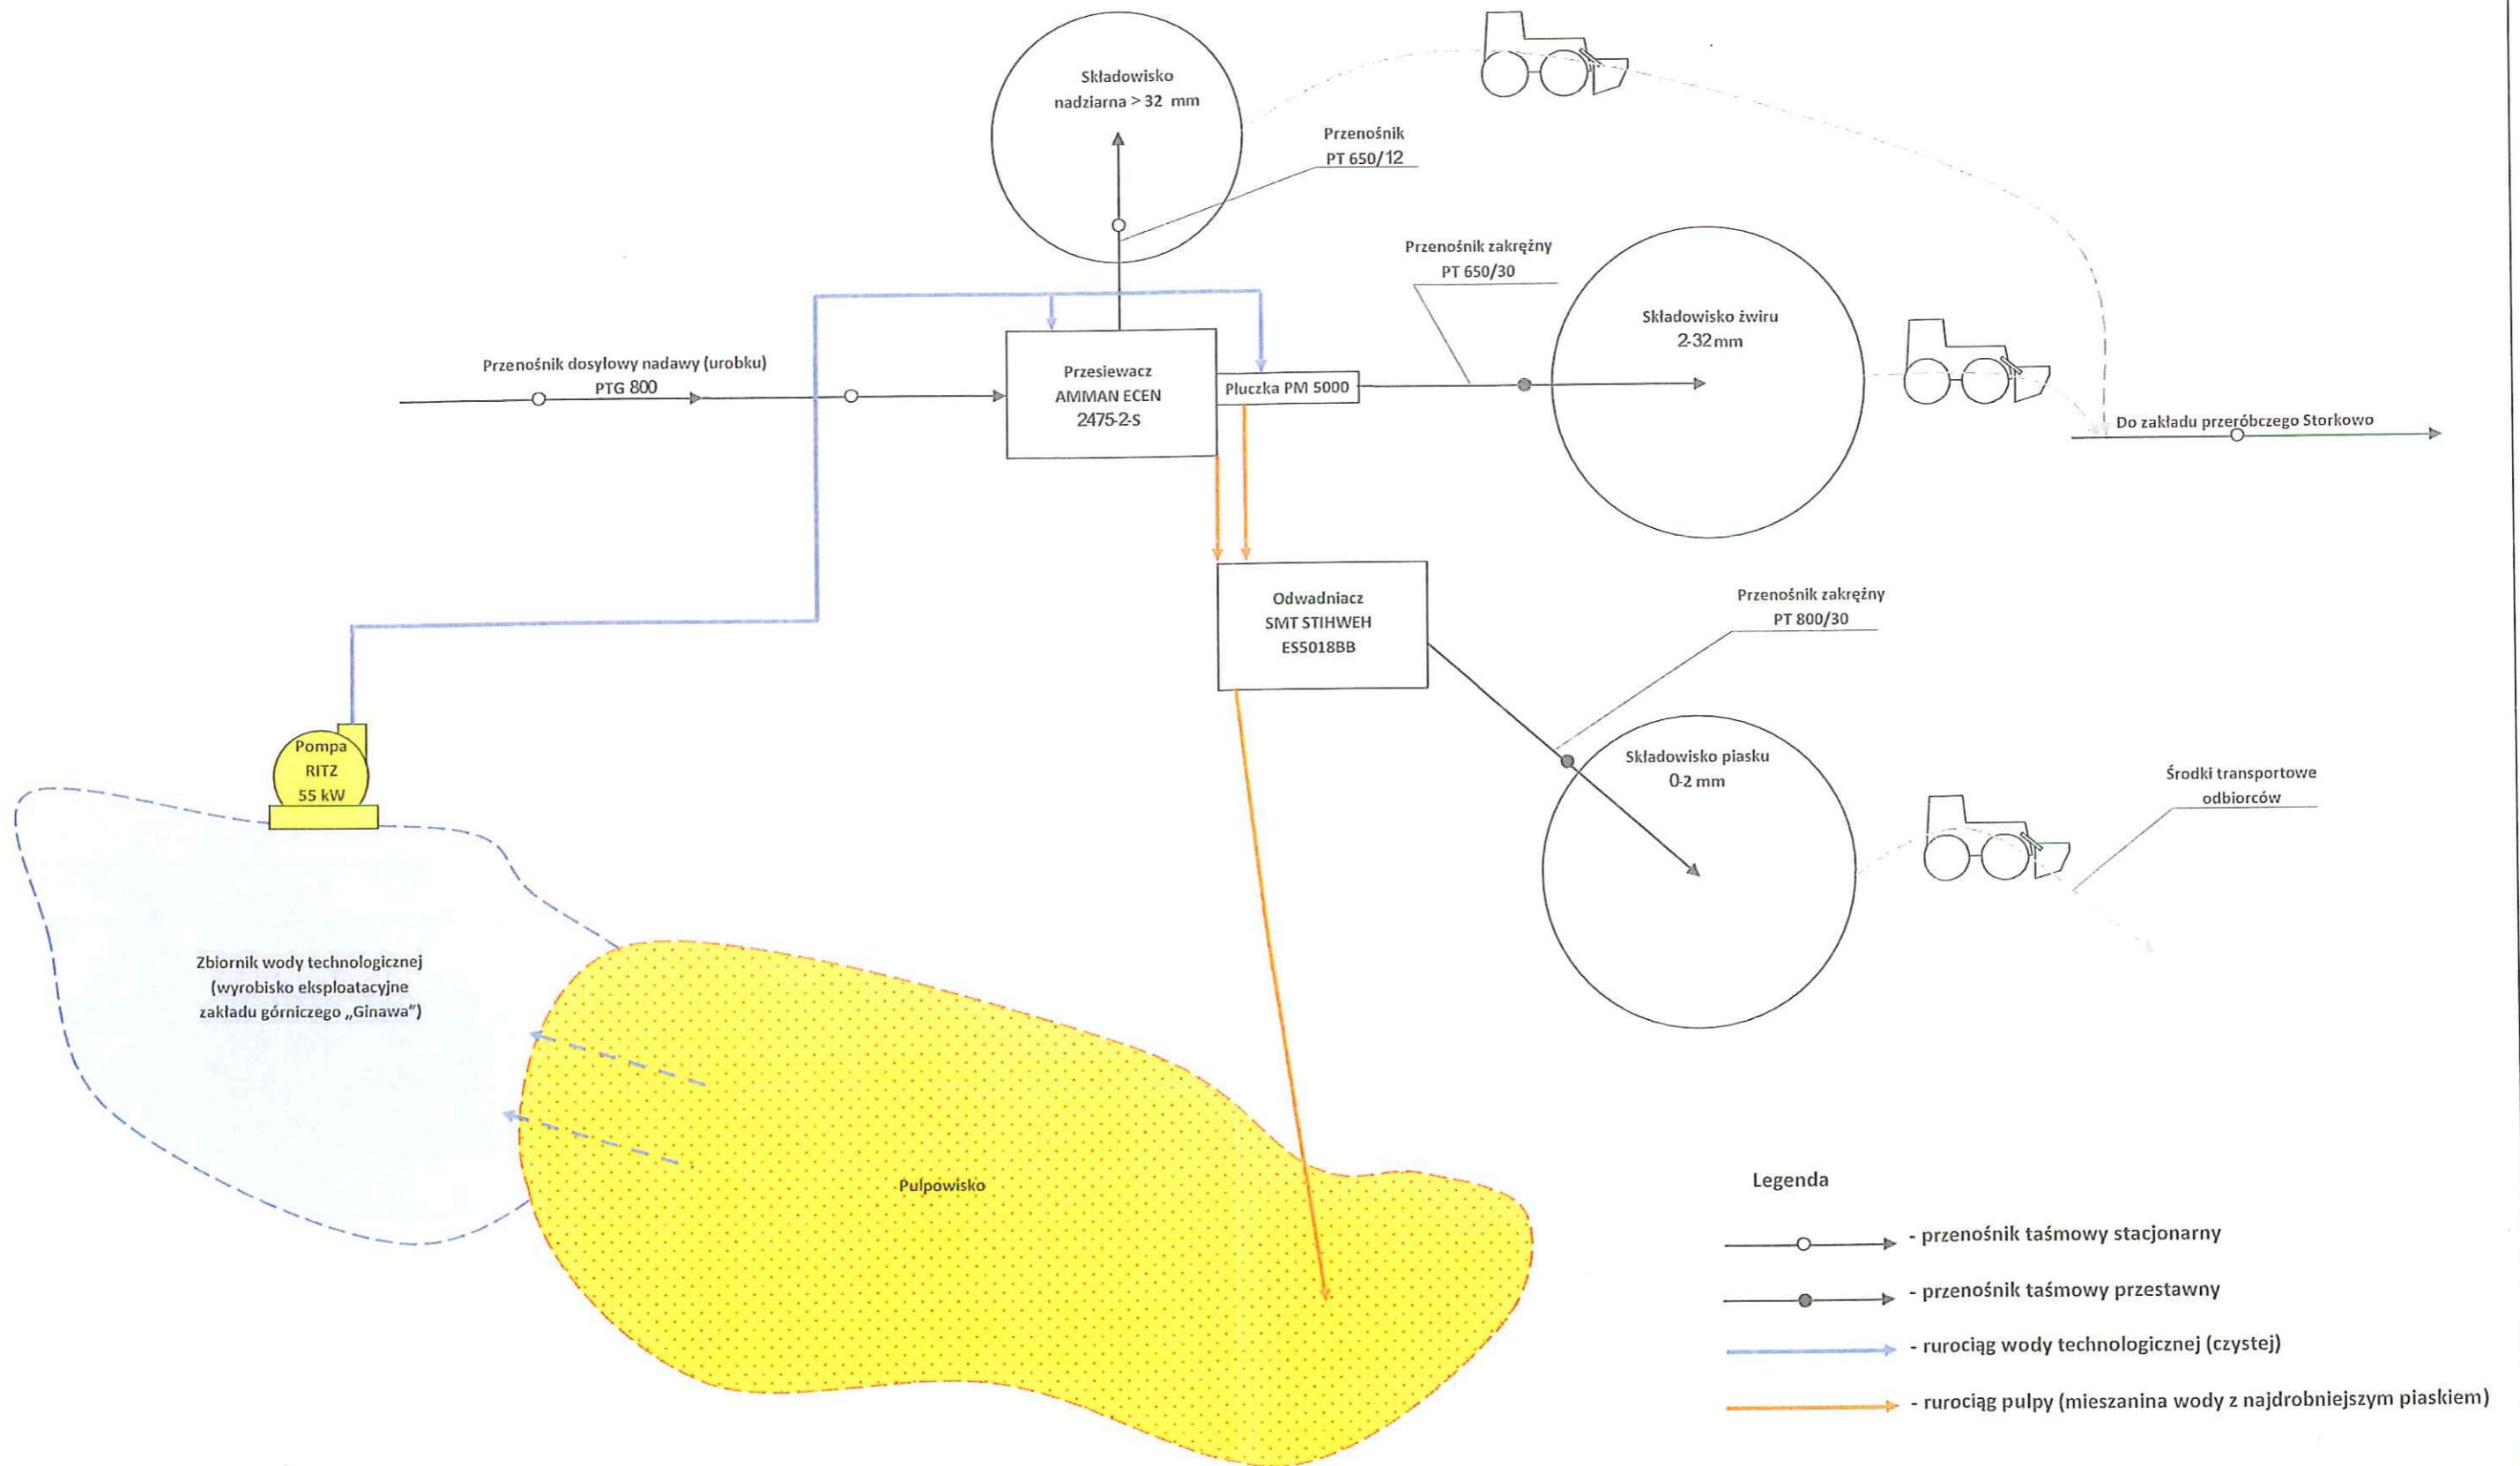 Składowisko
nadziarna > 32 mm
Przenośnik
PT 650/12
Przenośnik zakrężny
PT 650/30
Składowisko żwiru
2-32 mm
Przenośnik dosyłowy nadawy (urobku)
PTG 800
Przesiewacz
AMMAN ECEN
2475-2-S
Płuczka PM 5000
Do zakładu przeróbczego Storkowo
Odwadniacz
SMT STIHWEH
ES5018BB
Przenośnik zakrężny
PT 800/30
Pompa
RITZ
55 kW
Składowisko piasku
0-2 mm
Środki transportowe
odbiorców
Zbiornik wody technologicznej
(wyrobisko eksploatacyjne
zakładu górniczego „Ginawa")
Pulpowisko
Legenda
- przenośnik taśmowy stacjonarny
- przenośnik taśmowy przestawny
- rurociąg wody technologicznej (czystej)
- rurociąg pulpy (mieszanina wody z najdrobniejszym piaskiem)